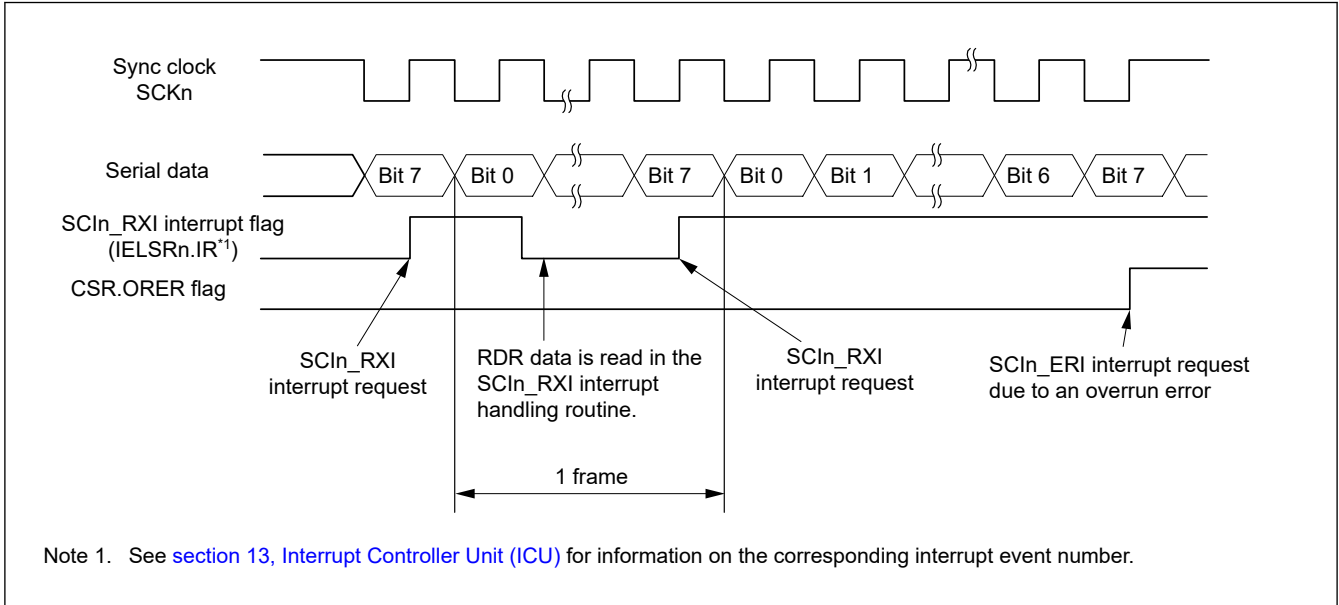 Sync clock
SCKn
Serial data
Bit 7
Bit 0
Bit 7
Bit 0
Bit 1
Bit 6
Bit 7
SCIn_RXI interrupt flag
(IELSRn.IR*1)
CSR.ORER flag
SCIn_RXI
interrupt request
RDR data is read in the
SCIn_RXI interrupt
handling routine.
SCIn_RXI
interrupt request
SCIn_ERI interrupt request
due to an overrun error
1 frame
Note 1. See section 13, Interrupt Controller Unit (ICU) for information on the corresponding interrupt event number.